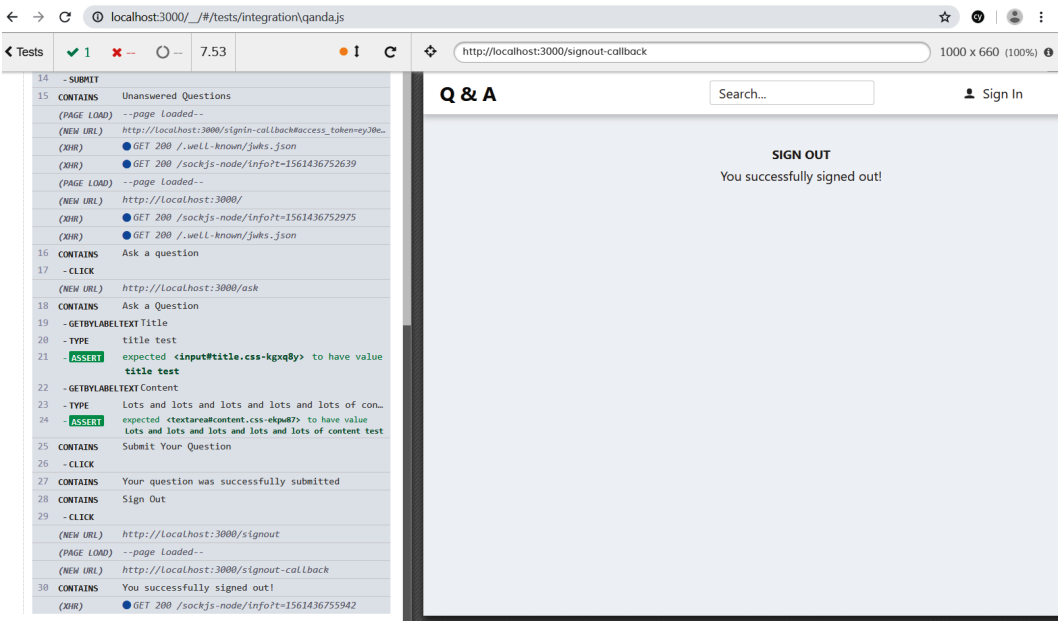 localhost:3000/__/#/tests/integration\qanda.js
cy
Tests 1 -- -- 7.53 http://localhost:3000/signout-callback 1000 x 660 (100%)
14 - SUBMIT
15 CONTAINS Unanswered Questions
(PAGE LOAD) --page loaded--
(NEW URL) http://localhost:3000/signin-callback#access_token=eyJ0e…
(XHR) GET 200 /.well-known/jwks.json
(XHR) GET 200 /sockjs-node/info?t=1561436752639
(PAGE LOAD) --page loaded--
(NEW URL) http://localhost:3000/
(XHR) GET 200 /sockjs-node/info?t=1561436752975
(XHR) GET 200 /.well-known/jwks.json
16 CONTAINS Ask a question
17 - CLICK
(NEW URL) http://localhost:3000/ask
18 CONTAINS Ask a Question
19 - GETBYLABELTEXT Title
20 - TYPE title test
21 - ASSERT expected <input#title.css-kgxq8y> to have value
title test
22 - GETBYLABELTEXT Content
23 - TYPE Lots and lots and lots and lots and lots of con…
24 - ASSERT expected <textarea#content.css-ekpw87> to have value
Lots and lots and lots and lots and lots of content test
25 CONTAINS Submit Your Question
26 - CLICK
27 CONTAINS Your question was successfully submitted
28 CONTAINS Sign Out
29 - CLICK
(NEW URL) http://localhost:3000/signout
(PAGE LOAD) --page loaded--
(NEW URL) http://localhost:3000/signout-callback
30 CONTAINS You successfully signed out!
(XHR) GET 200 /sockjs-node/info?t=1561436755942
Q & A Search... Sign In
SIGN OUT
You successfully signed out!